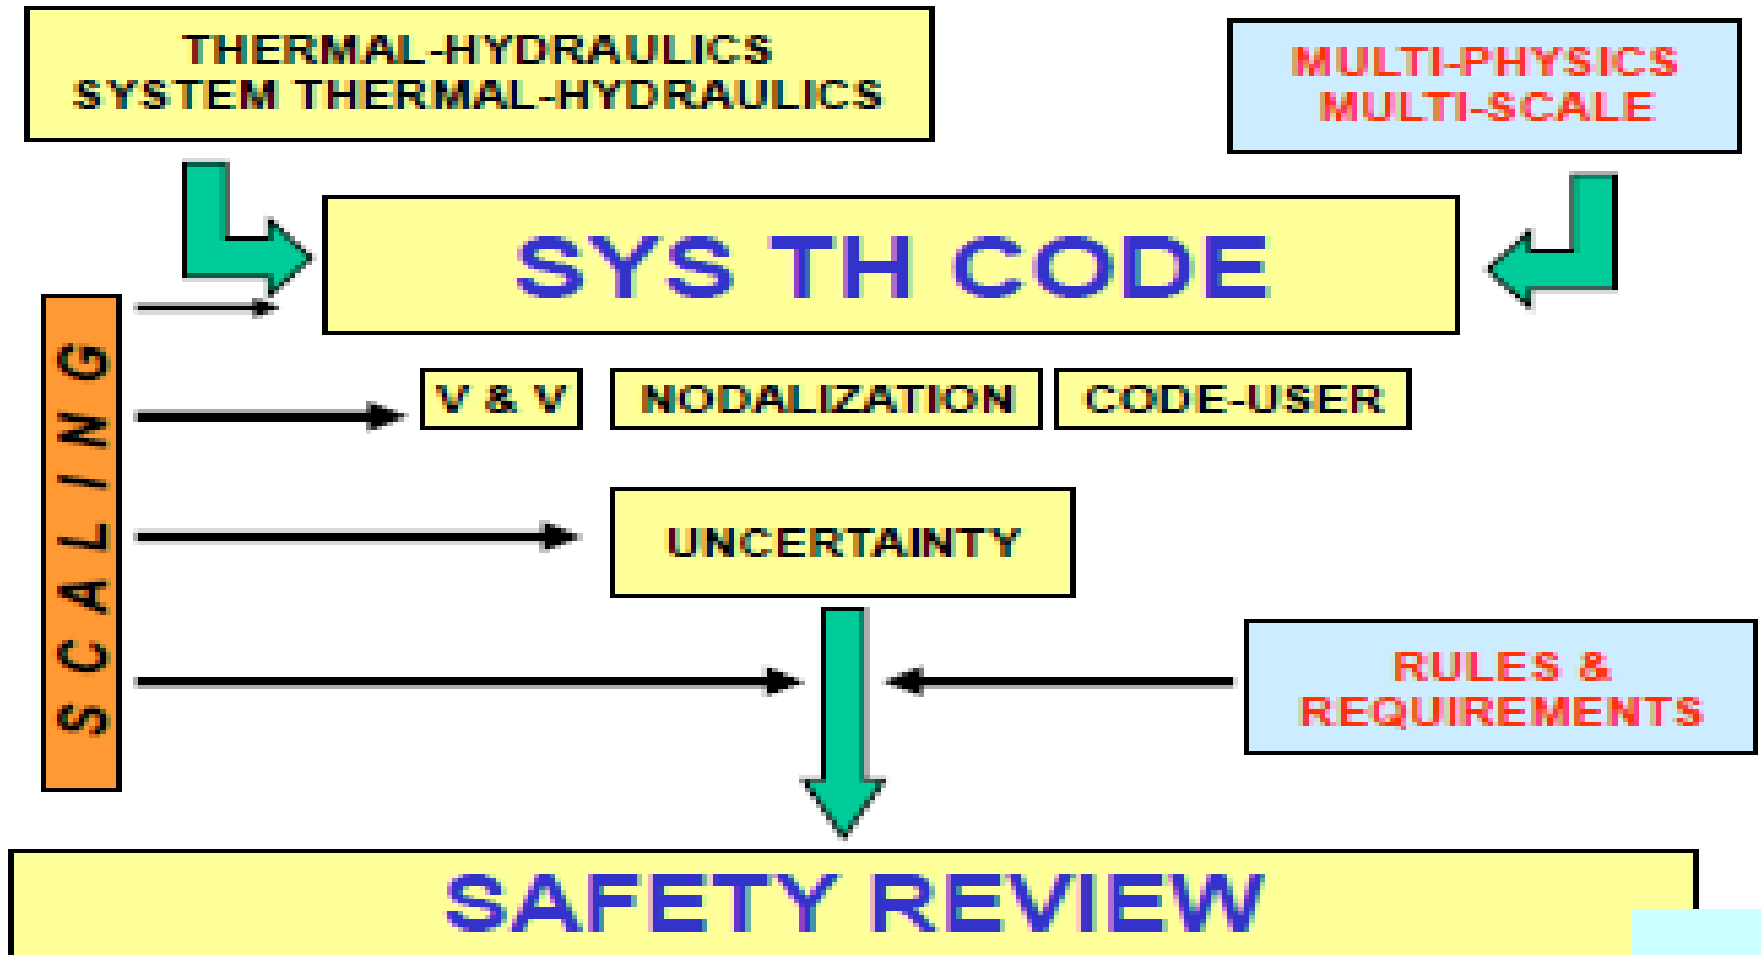 THERMAL-HYDRAULICS
SYSTEM THERMAL-HYDRAULICS
MULTI-PHYSICS
MULTI-SCALE
SYS TH CODE
SCALING
V & V
NODALIZATION
CODE-USER
UNCERTAINTY
RULES &
REQUIREMENTS
SAFETY REVIEW